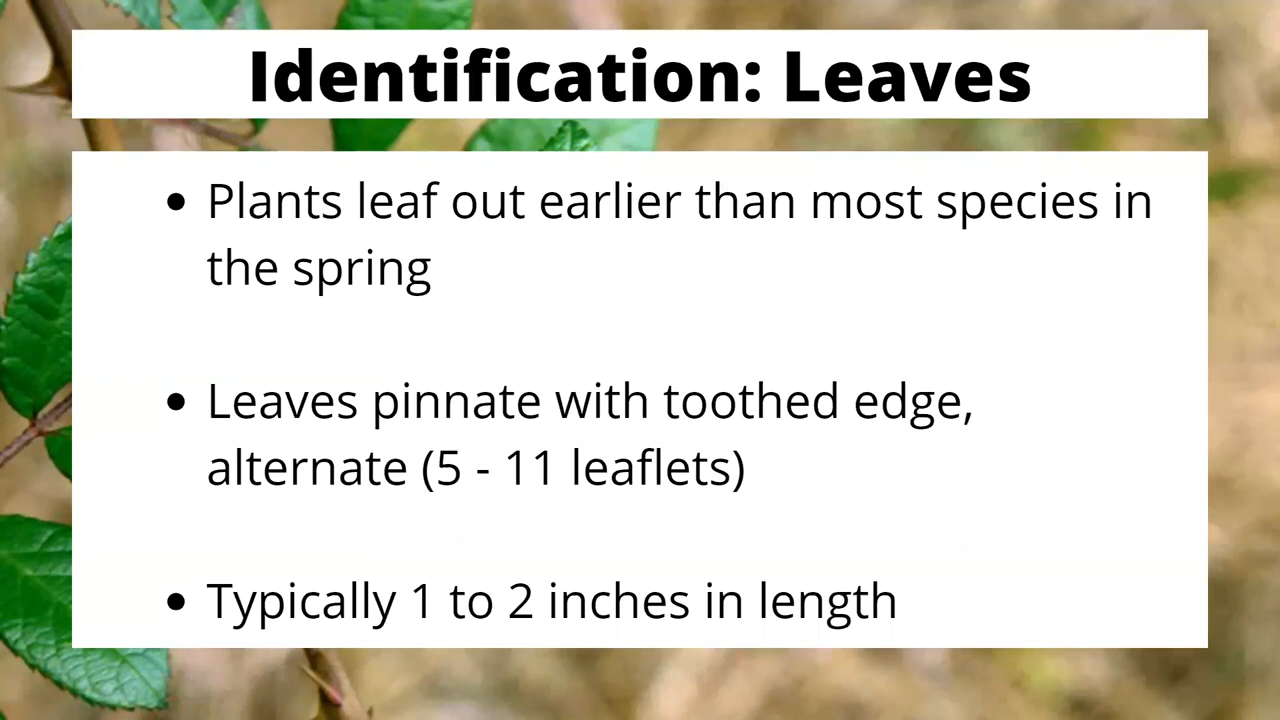 Identification: Leaves
• Plants leaf out earlier than most species in
the spring
• Leaves pinnate with toothed edge,
alternate (5 - 11 leaflets)
• Typically 1 to 2 inches in length